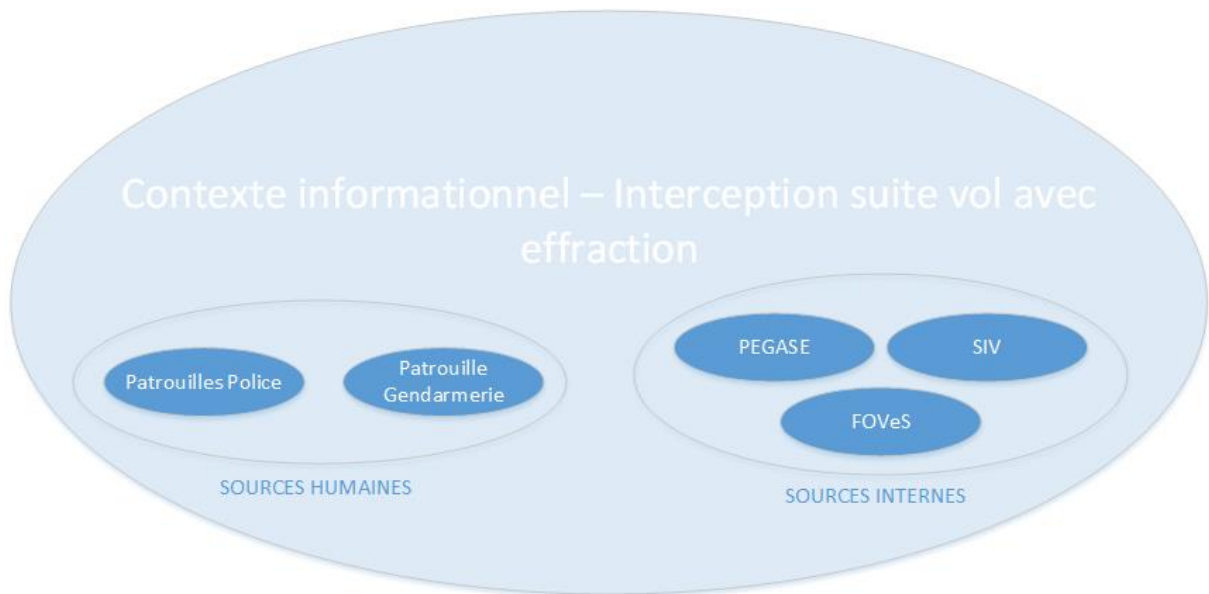 Contexte informationnel – Interception suite vol avec
effraction
PEGASE
SIV
Patrouilles Police
Patrouille
Gendarmerie
FOVeS
SOURCES HUMAINES
SOURCES INTERNES